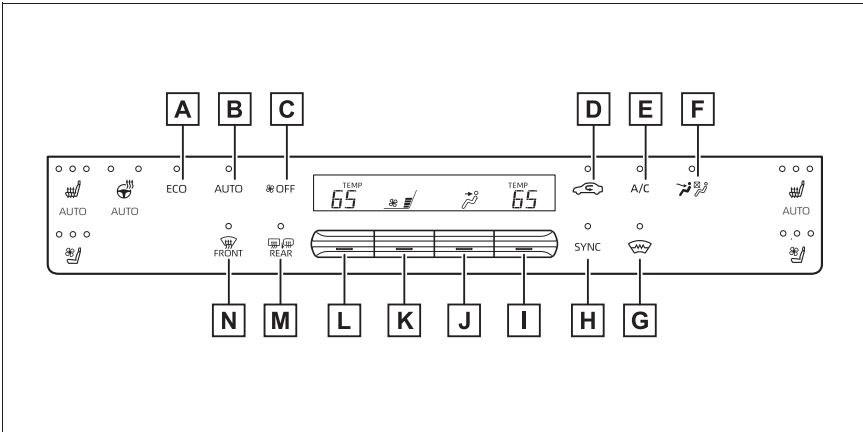 A B C D E F
ECO AUTO OFF TEMP TEMP A/C
65 65
AUTO AUTO AUTO
FRONT REAR SYNC
N M L K J I H G